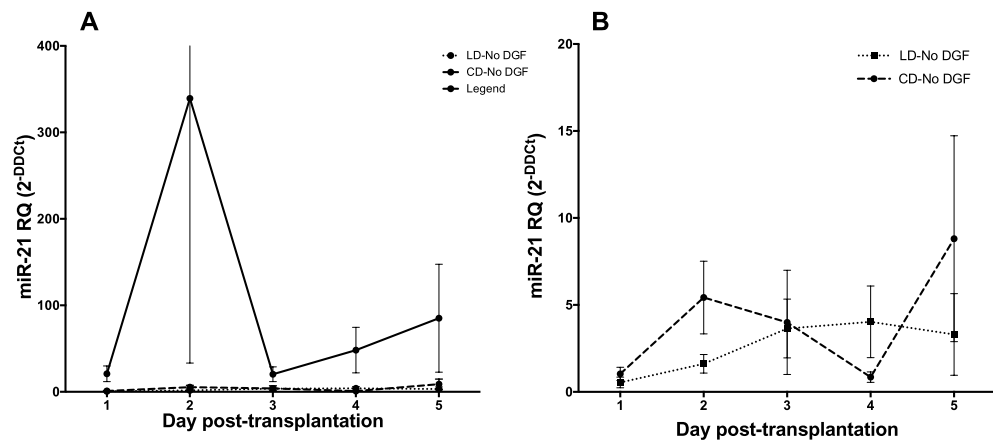 A
miR-21 RQ (2-DDCt)
400
300
200
100
0
1 2 3 4 5
Day post-transplantation
LD-No DGF
CD-No DGF
Legend
B
miR-21 RQ (2-DDCt)
20
15
10
5
0
1 2 3 4 5
Day post-transplantation
LD-No DGF
CD-No DGF